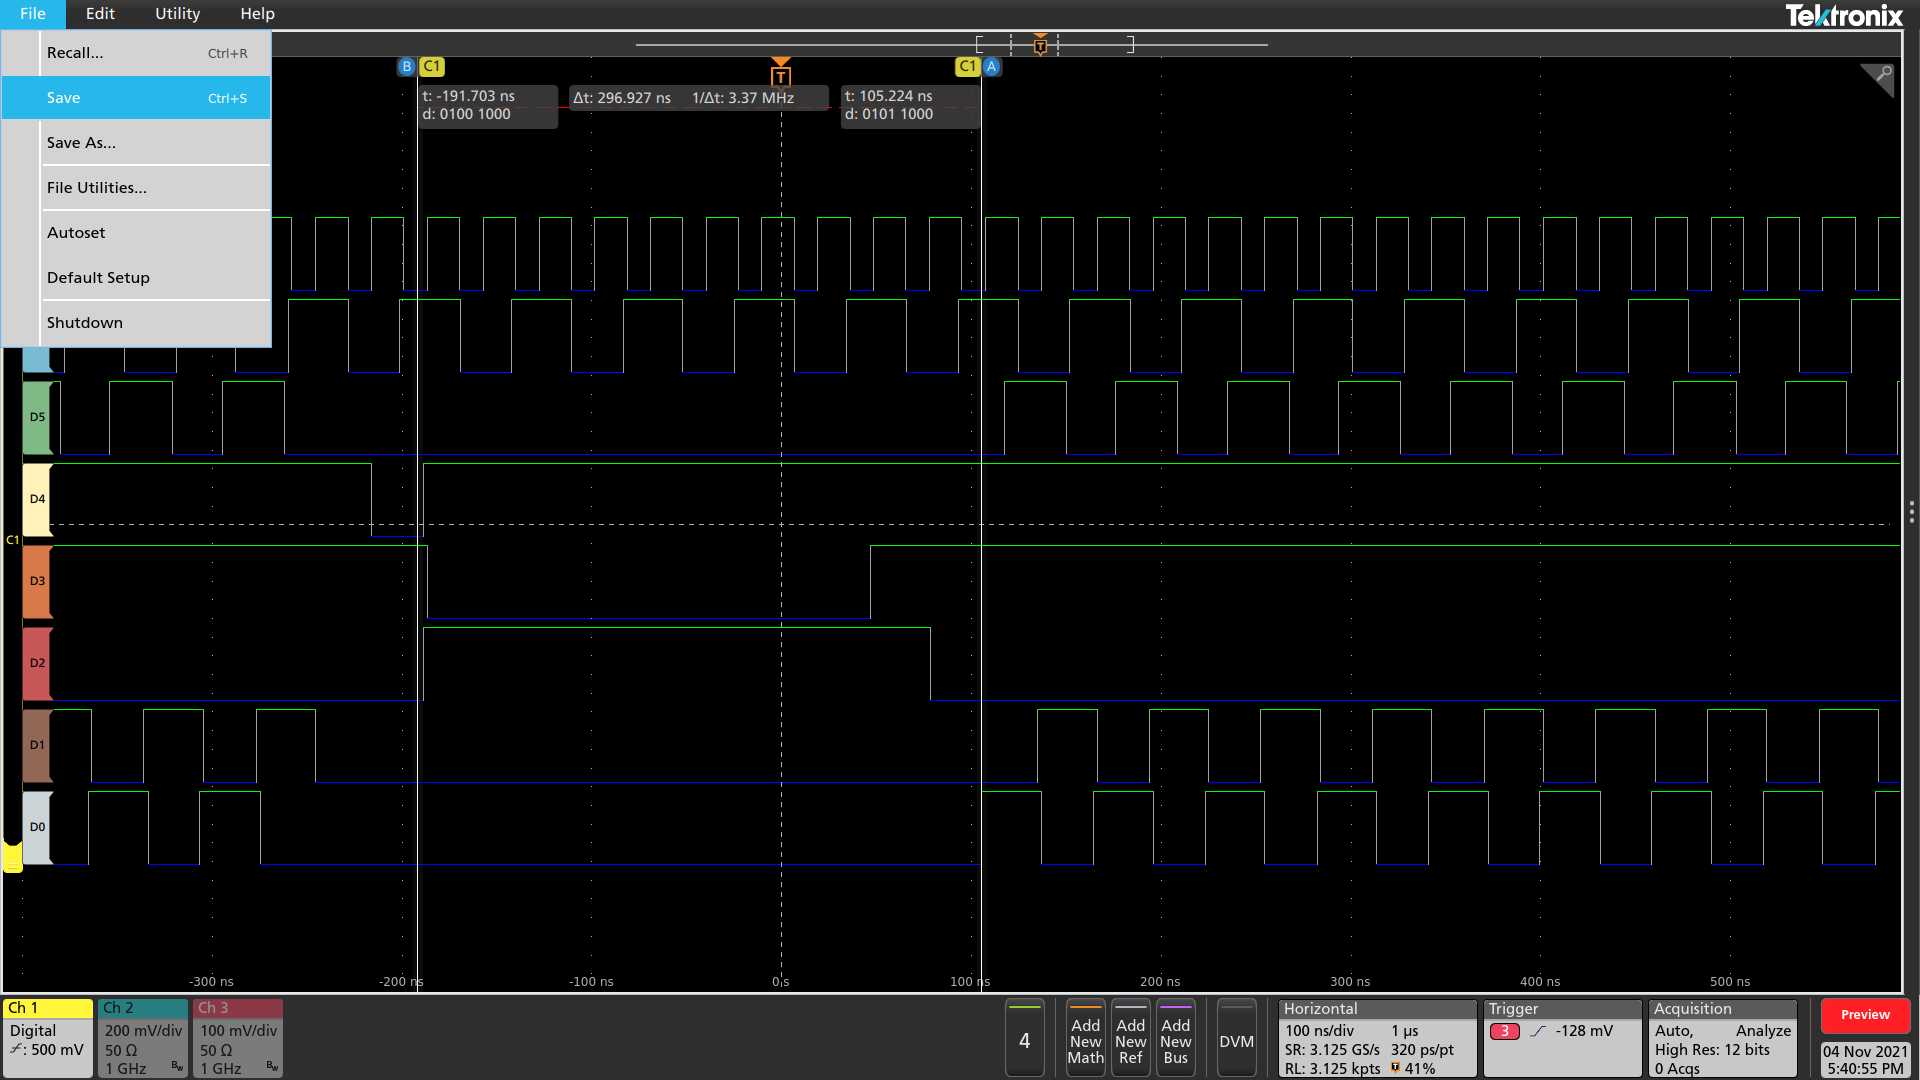 File Edit Utility Help
Tektronix
Recall... Ctrl+R
Save Ctrl+S
Save As...
File Utilities...
Autoset
Default Setup
Shutdown
B C1 T C1 A
T
t: -191.703 ns
d: 0100 1000
Δt: 296.927 ns 1/Δt: 3.37 MHz
t: 105.224 ns
d: 0101 1000
D5
D4
C1
D3
D2
D1
D0
-300 ns -200 ns -100 ns 0 s 100 ns 200 ns 300 ns 400 ns 500 ns
Ch 1
Digital
: 500 mV
Ch 2
200 mV/div
50 Ω
1 GHz Bw
Ch 3
100 mV/div
50 Ω
1 GHz Bw
4
Add
New
Math
Add
New
Ref
Add
New
Bus
DVM
Horizontal
100 ns/div 1 µs
SR: 3.125 GS/s 320 ps/pt
RL: 3.125 kpts T 41%
Trigger
3 -128 mV
Acquisition
Auto, Analyze
High Res: 12 bits
0 Acqs
Preview
04 Nov 2021
5:40:55 PM